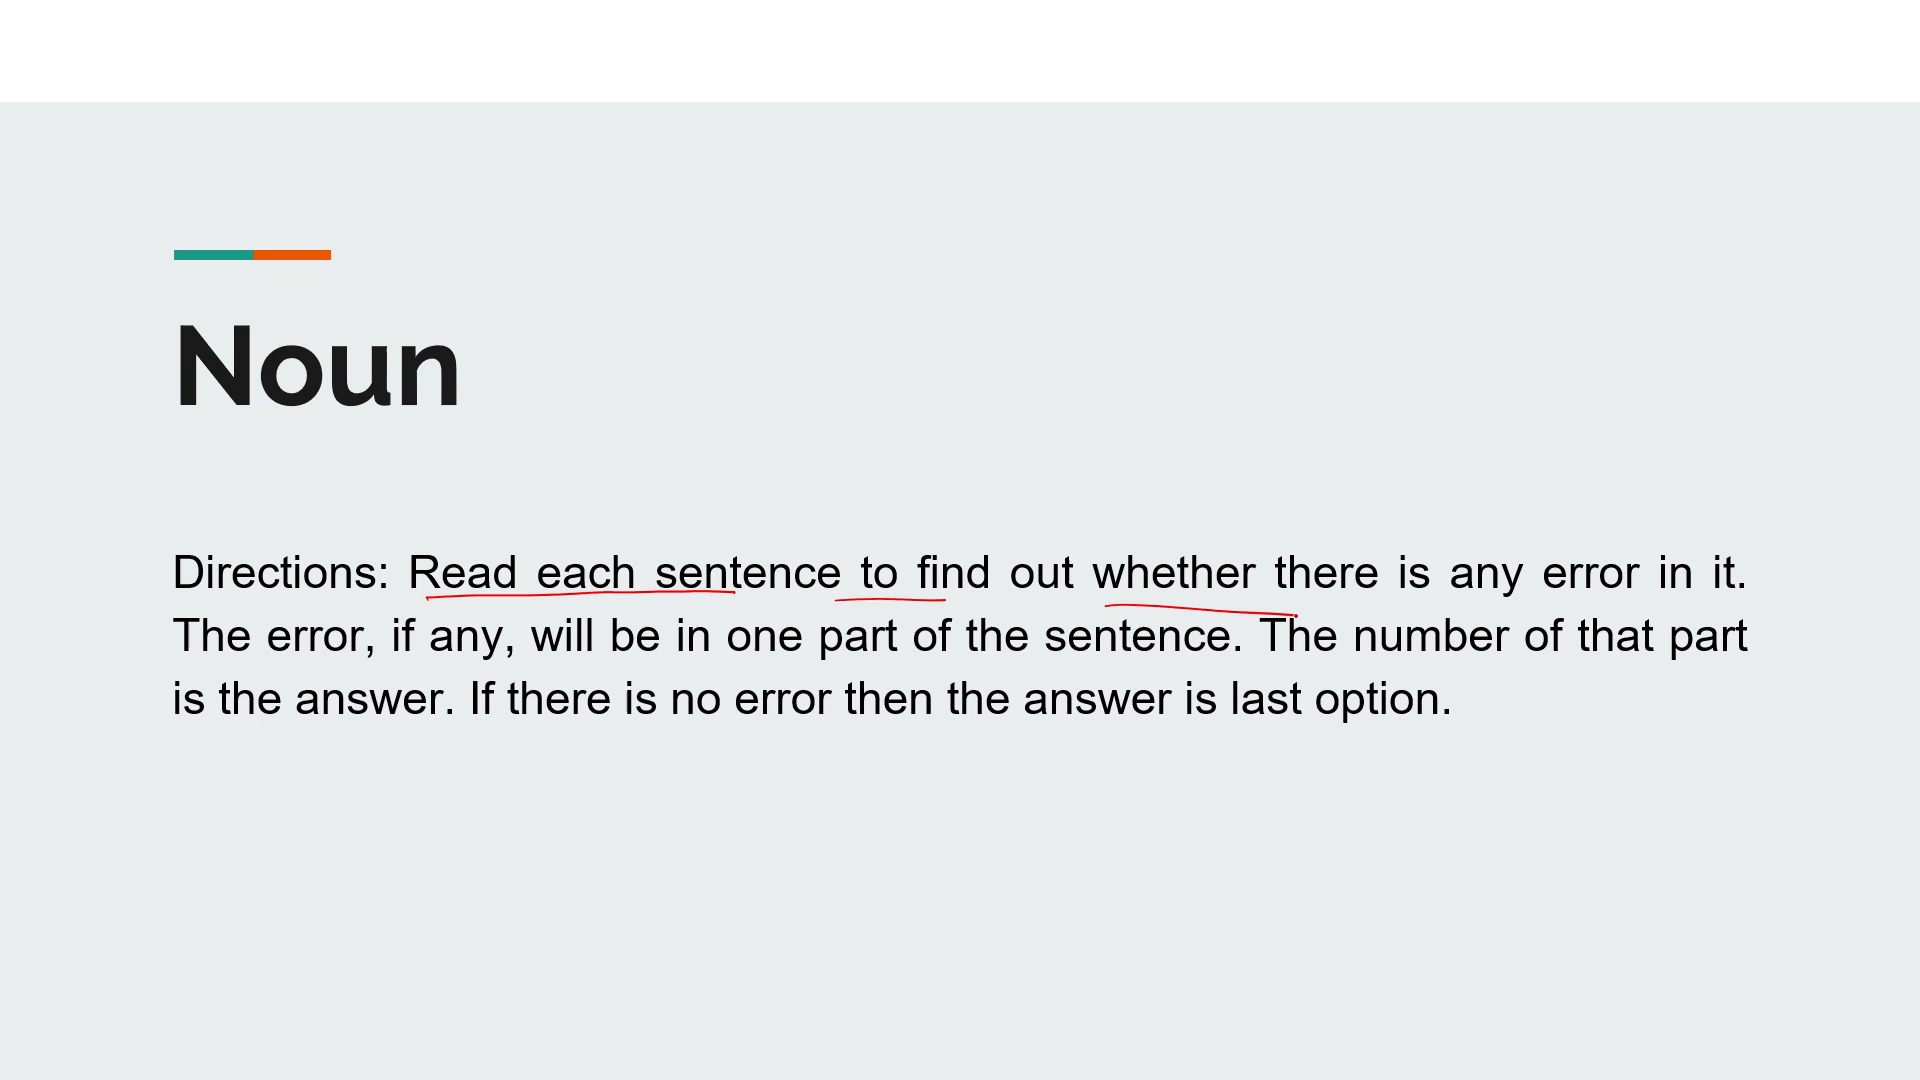 Noun
Directions: Read each sentence to find out whether there is any error in it.
The error, if any, will be in one part of the sentence. The number of that part
is the answer. If there is no error then the answer is last option.